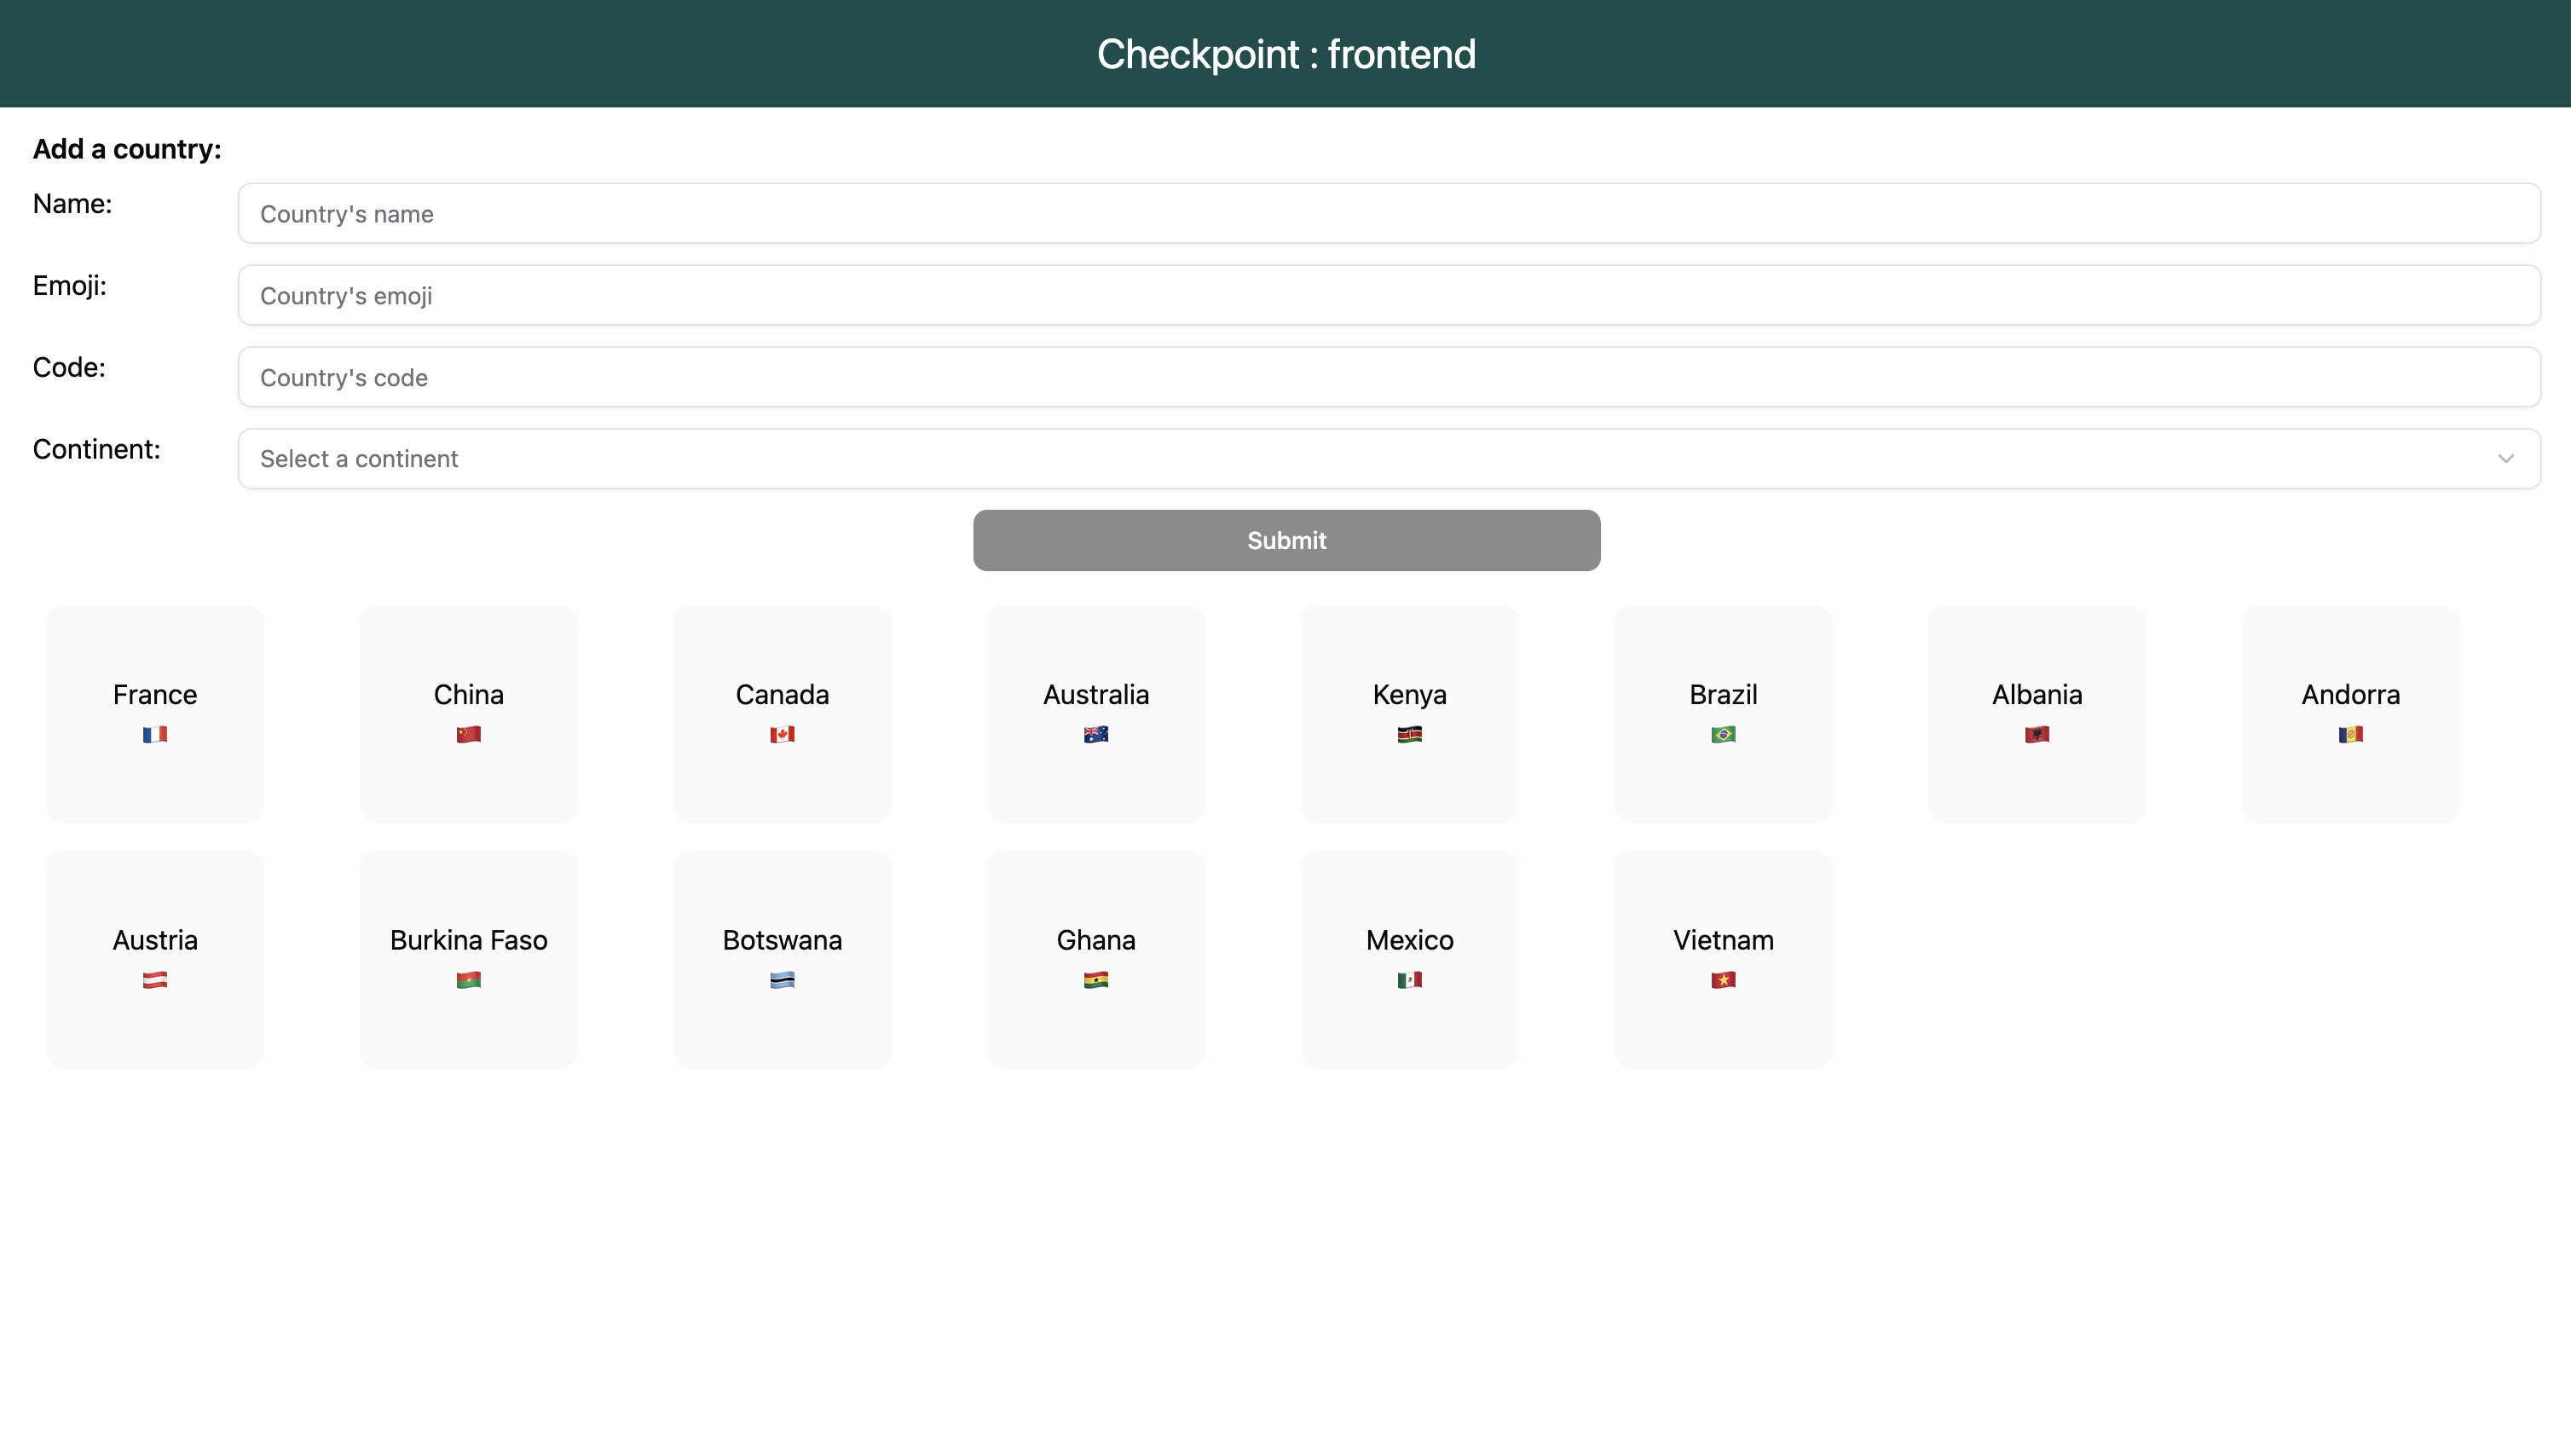 Checkpoint : frontend
Add a country:
Name: Country's name
Emoji: Country's emoji
Code: Country's code
Continent: Select a continent
Submit
France China Canada Australia Kenya Brazil Albania Andorra
Austria Burkina Faso Botswana Ghana Mexico Vietnam